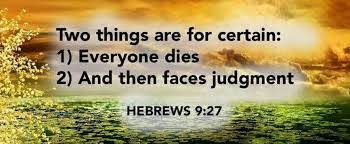 Two things are for certain:
1) Everyone dies
2) And then faces judgment
HEBREWS 9:27